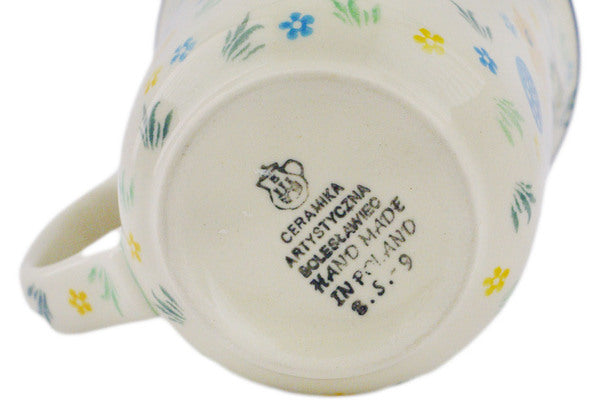 CERAMIKA
ARTYSTYCZNA
BOLESŁAWIEC
HAND MADE
IN POLAND
B.S.-9